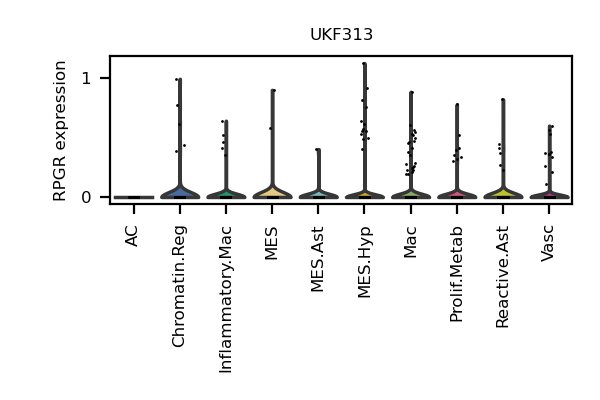 UKF313
RPGR expression
1
0
AC
Chromatin.Reg
Inflammatory.Mac
MES
MES.Ast
MES.Hyp
Mac
Prolif.Metab
Reactive.Ast
Vasc